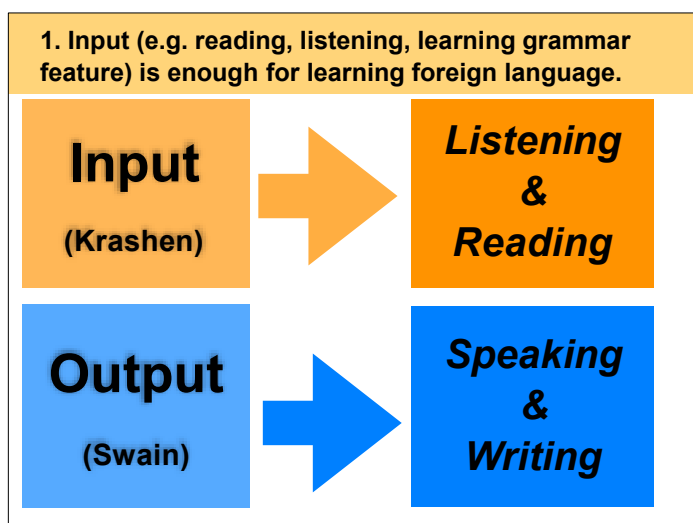 1. Input (e.g. reading, listening, learning grammar
feature) is enough for learning foreign language.
Input
(Krashen)
Listening
&
Reading
Output
(Swain)
Speaking
&
Writing